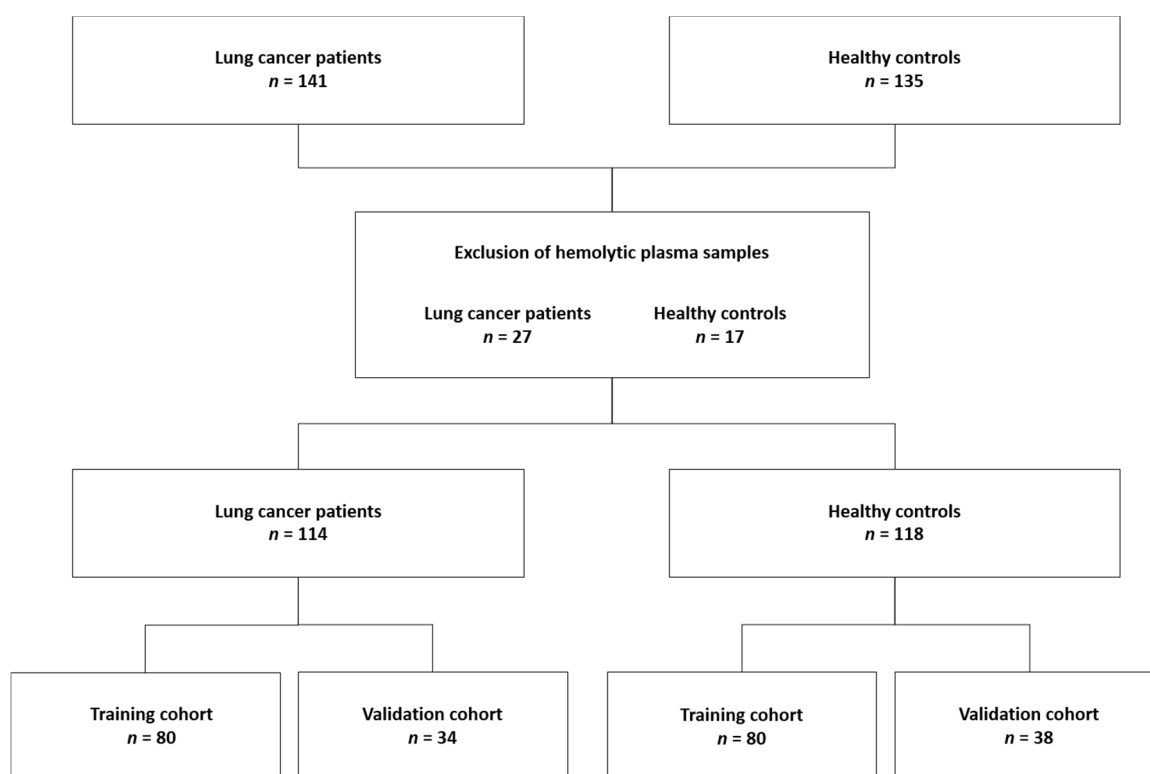 Lung cancer patients
n = 141
Healthy controls
n = 135
Exclusion of hemolytic plasma samples
Lung cancer patients
n = 27
Healthy controls
n = 17
Lung cancer patients
n = 114
Healthy controls
n = 118
Training cohort
n = 80
Validation cohort
n = 34
Training cohort
n = 80
Validation cohort
n = 38